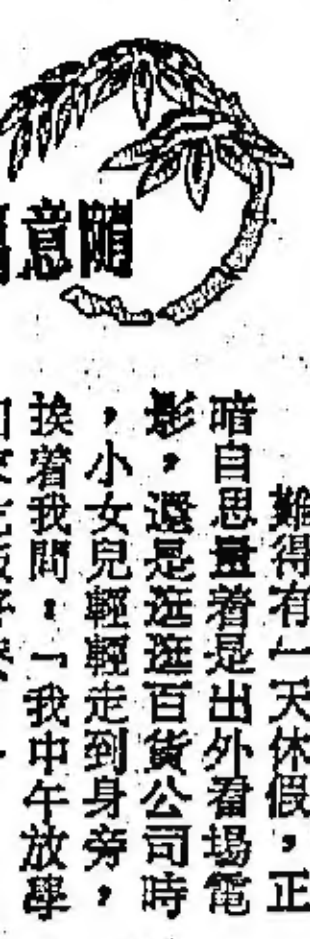 隨意
難得有一天休假，正
暗自思量着是出外看場電
影，還是逛逛百貨公司時
，小女兒輕輕走到身旁，
挨着我問：「我中午放學